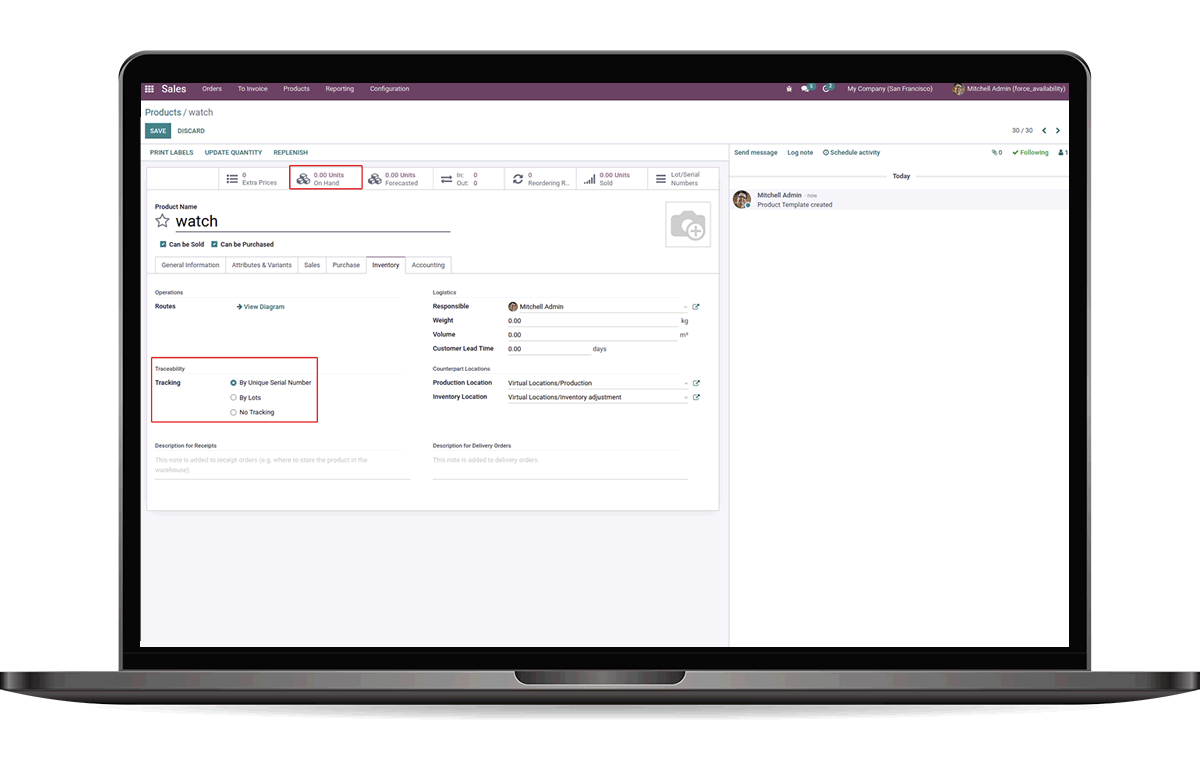 Sales Orders To Invoice Products Reporting Configuration My Company (San Francisco) Mitchell Admin (force_availability)
Products / watch
SAVE DISCARD 30 / 30
PRINT LABELS UPDATE QUANTITY REPLENISH
Send message Log note Schedule activity 0 Following 1
0 Extra Prices
0.00 Units On Hand
0.00 Units Forecasted
In: 0
Out: 0
0 Reordering R...
0.00 Units Sold
Lot/Serial Numbers
Today
Mitchell Admin - now
Product Template created
Product Name
watch
Can be Sold Can be Purchased
General Information Attributes & Variants Sales Purchase Inventory Accounting
Operations
Routes View Diagram
Logistics
Responsible Mitchell Admin
Weight 0.00 kg
Volume 0.00 m³
Customer Lead Time 0.00 days
Traceability
Tracking By Unique Serial Number
By Lots
No Tracking
Counterpart Locations
Production Location Virtual Locations/Production
Inventory Location Virtual Locations/Inventory adjustment
Description for Receipts
This note is added to receipt orders (e.g. where to store the product in the
warehouse).
Description for Delivery Orders
This note is added to delivery orders.